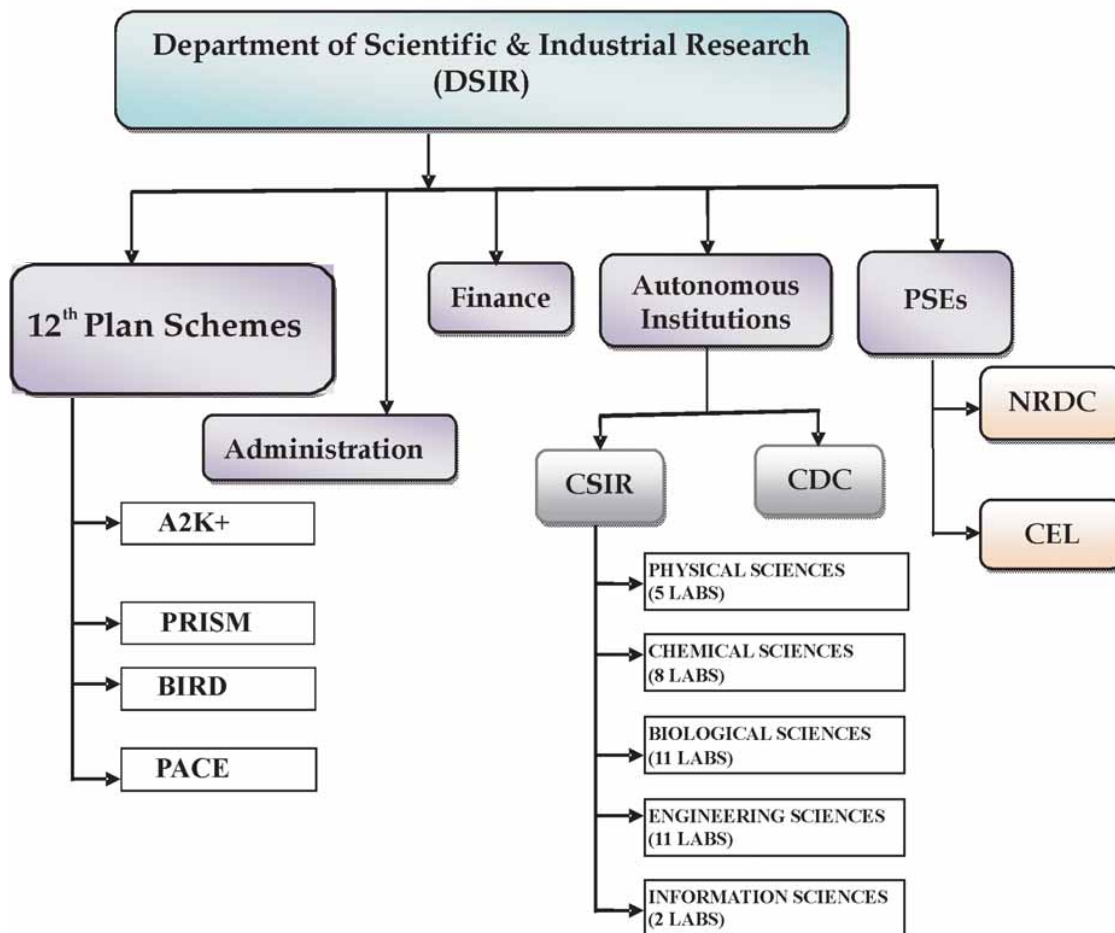 Department of Scientific & Industrial Research
(DSIR)
12th Plan Schemes
Administration
Finance
Autonomous
Institutions
PSEs
A2K+
PRISM
BIRD
PACE
CSIR
CDC
PHYSICAL SCIENCES
(5 LABS)
CHEMICAL SCIENCES
(8 LABS)
BIOLOGICAL SCIENCES
(11 LABS)
ENGINEERING SCIENCES
(11 LABS)
INFORMATION SCIENCES
(2 LABS)
NRDC
CEL